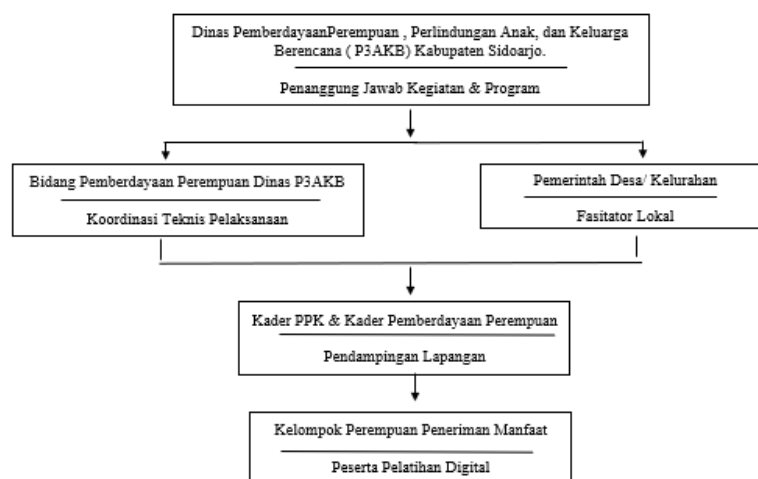 Dinas PemberdayaanPerempuan , Perlindungan Anak, dan Keluarga
Berencana ( P3AKB) Kabupaten Sidoarjo.
Penanggung Jawab Kegiatan & Program
Bidang Pemberdayaan Perempuan Dinas P3AKB
Koordinasi Teknis Pelaksanaan
Pemerintah Desa/ Kelurahan
Fasitator Lokal
Kader PPK & Kader Pemberdayaan Perempuan
Pendampingan Lapangan
Kelompok Perempuan Peneriman Manfaat
Peserta Pelatihan Digital